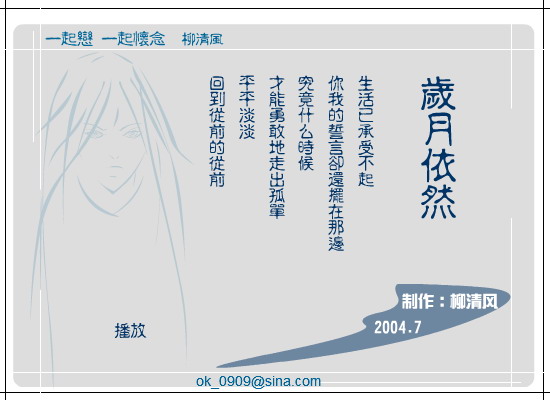 一起戀 一起懷念 柳清風
歲月依然
生活已承受不起
你我的誓言卻還擺在那邊
究竟什么時候
才能勇敢地走出孤單
平平淡淡
回到從前的從前
制作：柳清风
2004.7
播放
ok_0909@sina.com